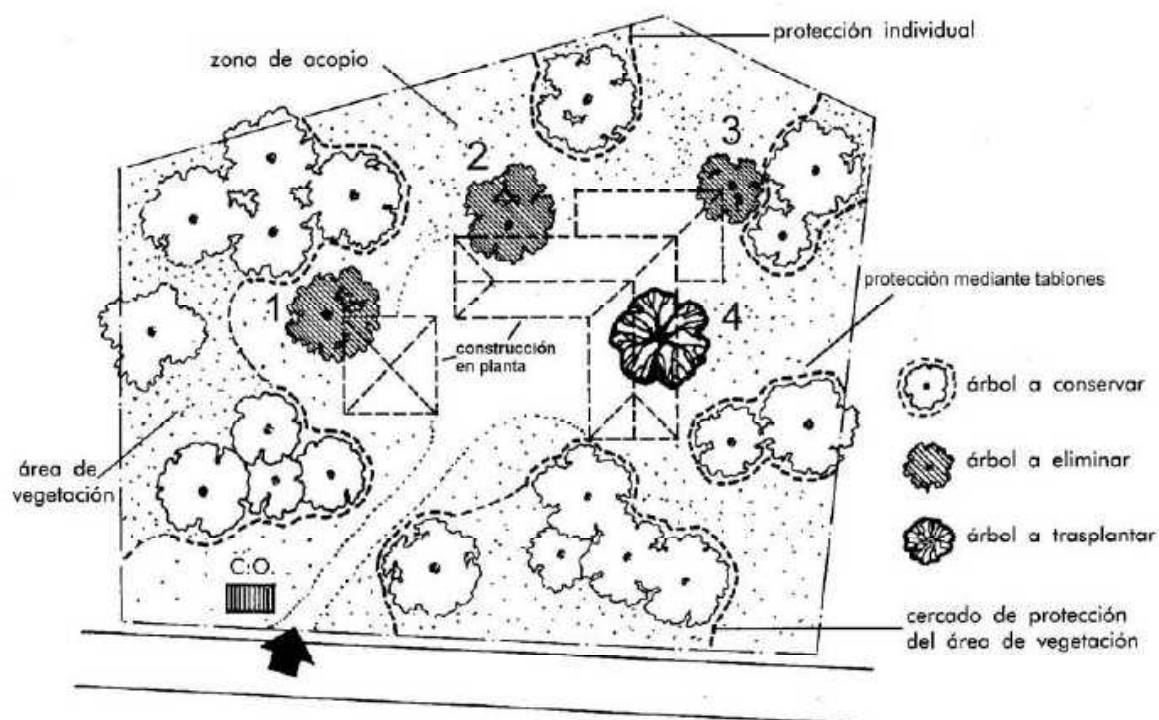 protección individual
zona de acopio
2
3
protección mediante tablones
1
4
construcción
en planta
árbol a conservar
área de
vegetación
árbol a eliminar
árbol a trasplantar
C.O.
cercado de protección
del área de vegetación